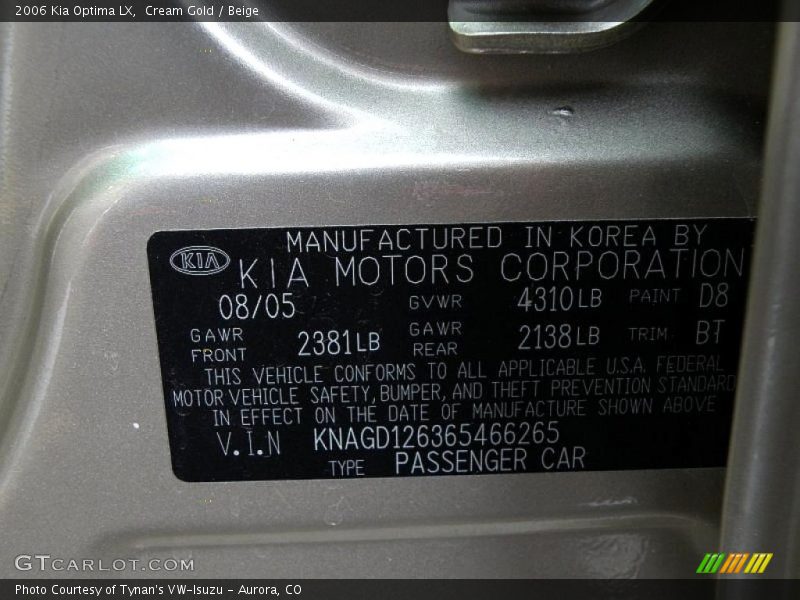 2006 Kia Optima LX, Cream Gold / Beige
MANUFACTURED IN KOREA BY
KIA KIA MOTORS CORPORATION
08/05 GVWR 4310LB PAINT D8
GAWR FRONT 2381LB GAWR REAR 2138LB TRIM BT
THIS VEHICLE CONFORMS TO ALL APPLICABLE U.S.A. FEDERAL
MOTOR VEHICLE SAFETY, BUMPER, AND THEFT PREVENTION STANDARD
IN EFFECT ON THE DATE OF MANUFACTURE SHOWN ABOVE
V.I.N KNAGD126365466265
TYPE PASSENGER CAR
GTCARLOT.COM
Photo Courtesy of Tynan's VW-Isuzu - Aurora, CO